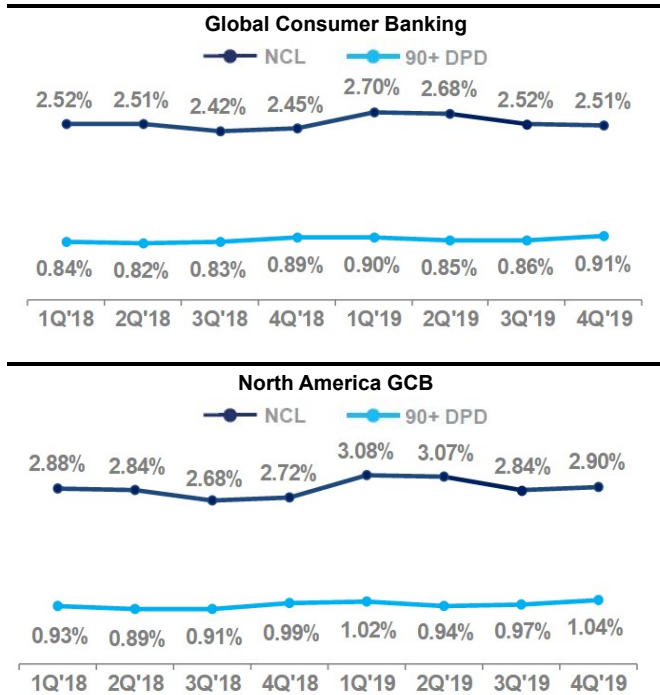 Global Consumer Banking
NCL 90+ DPD
2.52% 2.51% 2.42% 2.45% 2.70% 2.68% 2.52% 2.51%
0.84% 0.82% 0.83% 0.89% 0.90% 0.85% 0.86% 0.91%
1Q'18 2Q'18 3Q'18 4Q'18 1Q'19 2Q'19 3Q'19 4Q'19
North America GCB
NCL 90+ DPD
2.88% 2.84% 2.68% 2.72% 3.08% 3.07% 2.84% 2.90%
0.93% 0.89% 0.91% 0.99% 1.02% 0.94% 0.97% 1.04%
1Q'18 2Q'18 3Q'18 4Q'18 1Q'19 2Q'19 3Q'19 4Q'19